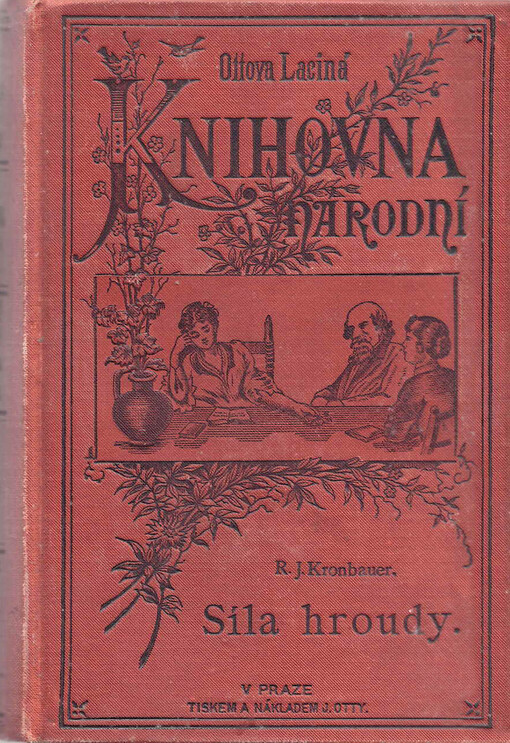 Ottova Laciná
KNIHOVNA
NÁRODNÍ
R. J. Kronbauer.
Síla hroudy.
V PRAZE
TISKEM A NÁKLADEM J. OTTY.